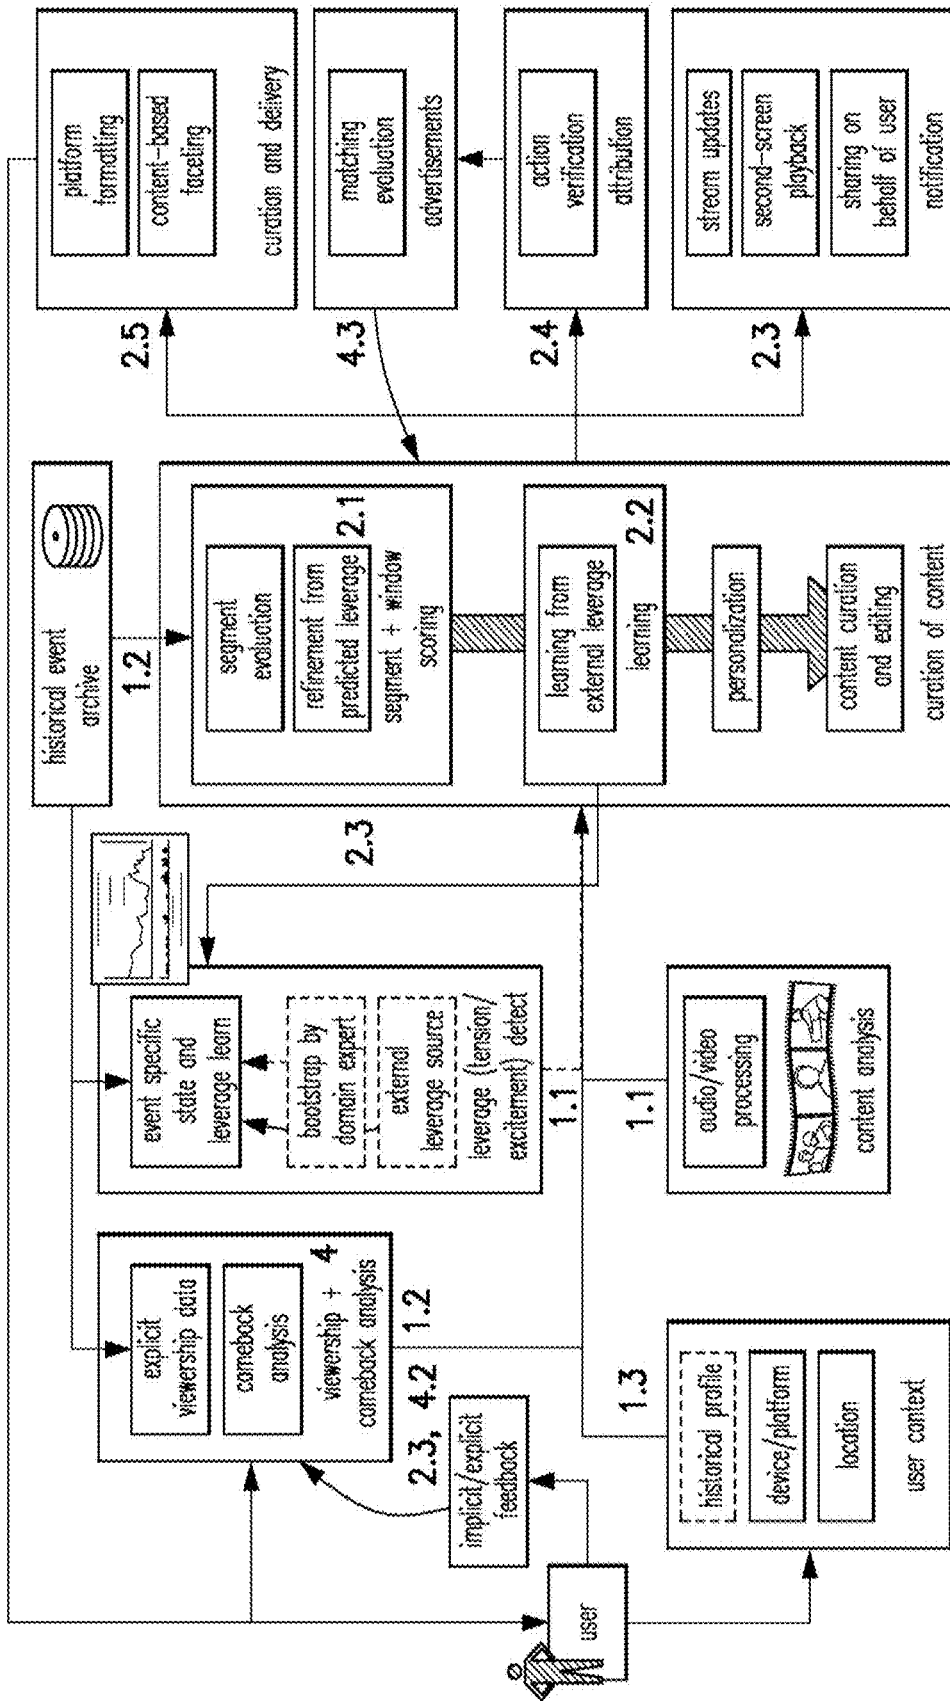 historical event
archive
1.2
explicit
viewership data
comeback
analysis
viewership + 4
comeback analysis
1.2
2.3, 4.2
implicit/explicit
feedback
user
event specific
state and
leverage learn
bootstrap by
domain expert
external
leverage source
leverage (tension/
excitement) detect
1.1
2.3
historical profile
device/platform
location
user context
1.3
audio/video
processing
content analysis
1.1
segment
evaluation
refinement from
predicted leverage
2.1
segment + window
scoring
learning from
external leverage
2.2
learning
personalization
content curation
and editing
curation of content
platform
formatting
content-based
faceting
curation and delivery
2.5
matching
evaluation
advertisements
4.3
action
verification
attribution
2.4
stream updates
second-screen
playback
sharing on
behalf of user
notification
2.3